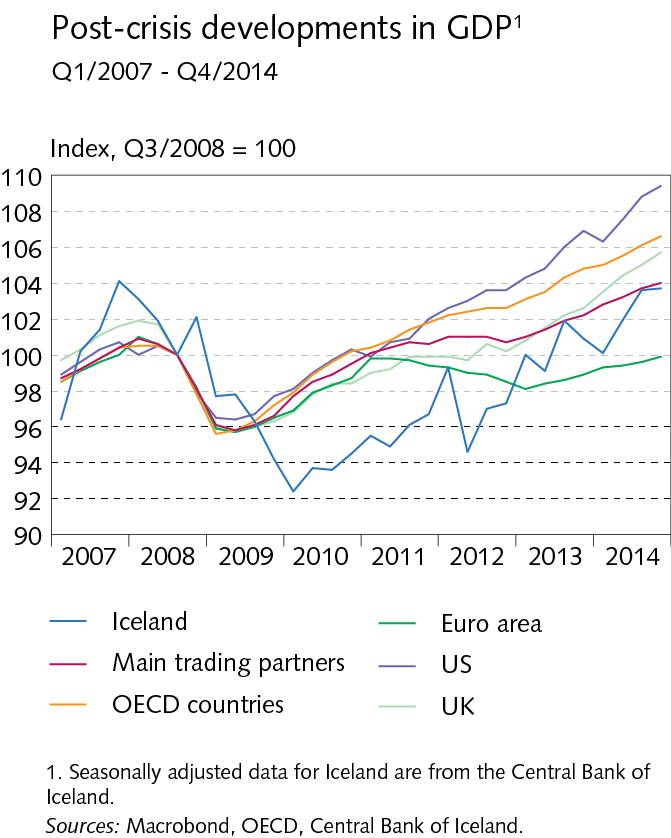 Post-crisis developments in GDP¹
Q1/2007 - Q4/2014
Index, Q3/2008 = 100
110
108
106
104
102
100
98
96
94
92
90
2007 2008 2009 2010 2011 2012 2013 2014
Iceland
Main trading partners
OECD countries
Euro area
US
UK
1. Seasonally adjusted data for Iceland are from the Central Bank of
Iceland.
Sources: Macrobond, OECD, Central Bank of Iceland.